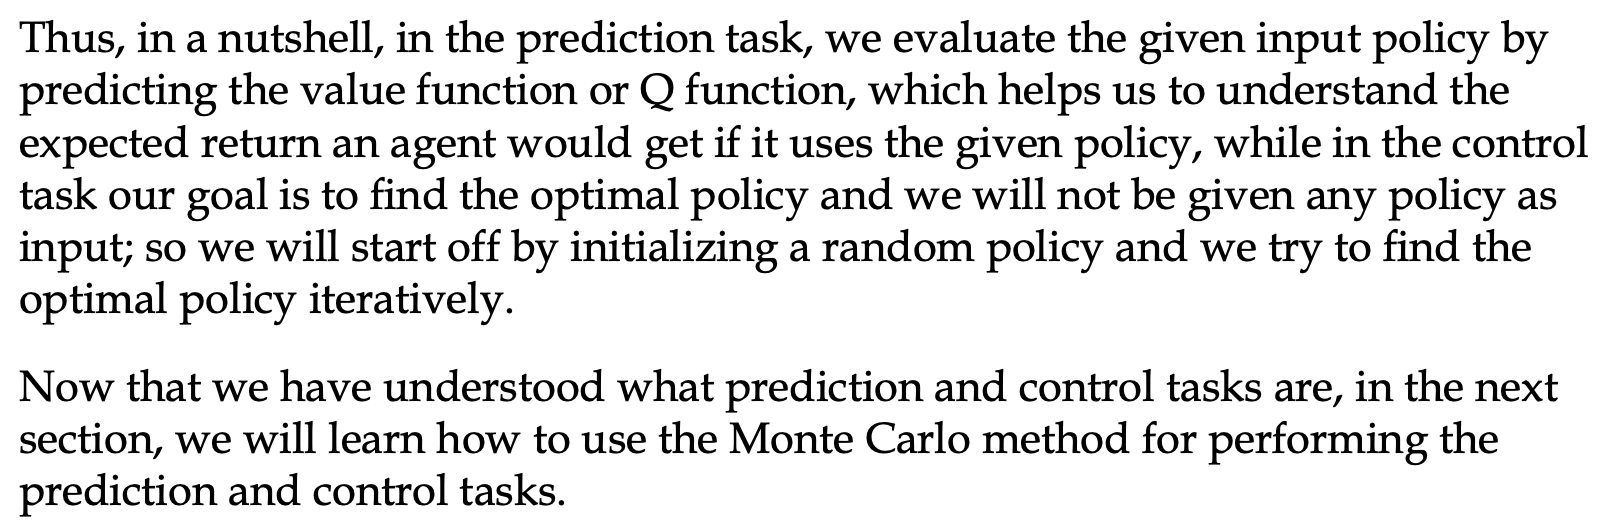 Thus, in a nutshell, in the prediction task, we evaluate the given input policy by
predicting the value function or Q function, which helps us to understand the
expected return an agent would get if it uses the given policy, while in the control
task our goal is to find the optimal policy and we will not be given any policy as
input; so we will start off by initializing a random policy and we try to find the
optimal policy iteratively.
Now that we have understood what prediction and control tasks are, in the next
section, we will learn how to use the Monte Carlo method for performing the
prediction and control tasks.